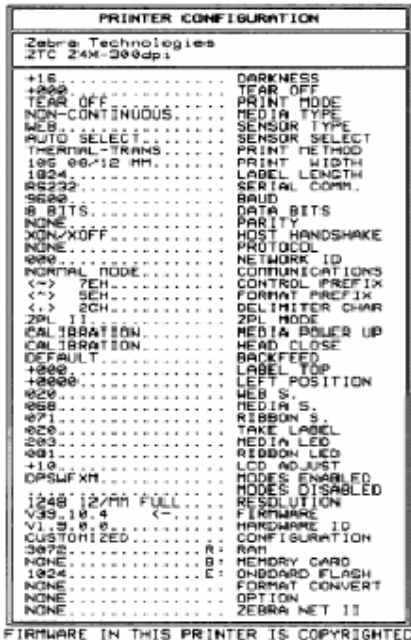 PRINTER CONFIGURATION
Zebra Technologies
ZTC Z4M-300dpi
+16.................. DARKNESS
+000................. TEAR OFF
TEAR OFF............. PRINT MODE
NON-CONTINUOUS....... MEDIA TYPE
WEB.................. SENSOR TYPE
AUTO SELECT.......... SENSOR SELECT
THERMAL-TRANS........ PRINT METHOD
105 08/12 MM......... PRINT WIDTH
1824................. LABEL LENGTH
RS232................ SERIAL COMM.
9600................. BAUD
8 BITS............... DATA BITS
NONE................. PARITY
XON/XOFF............. HOST HANDSHAKE
NONE................. PROTOCOL
000.................. NETWORK ID
NORMAL MODE.......... COMMUNICATIONS
<~> 7EH............. CONTROL PREFIX
<^> 5EH............. FORMAT PREFIX
<,> 2CH............. DELIMITER CHAR
ZPL II............... ZPL MODE
CALIBRATION.......... MEDIA POWER UP
CALIBRATION.......... HEAD CLOSE
DEFAULT.............. BACKFEED
+000................. LABEL TOP
+0000................ LEFT POSITION
020.................. WEB S.
068.................. MEDIA S.
071.................. RIBBON S.
020.................. TAKE LABEL
203.................. MEDIA LED
001.................. RIBBON LED
+10.................. LCD ADJUST
DPSWFXM.............. MODES ENABLED
..................... MODES DISABLED
1248 12/MM FULL...... RESOLUTION
V39.10.4 <-......... FIRMWARE
V1.9.0.0............. HARDWARE ID
CUSTOMIZED........... CONFIGURATION
3072............... R: RAM
NONE............... B: MEMORY CARD
1024............... E: ONBOARD FLASH
NONE................. FORMAT CONVERT
NONE................. OPTION
NONE................. ZEBRA NET II
FIRMWARE IN THIS PRINTER IS COPYRIGHTED